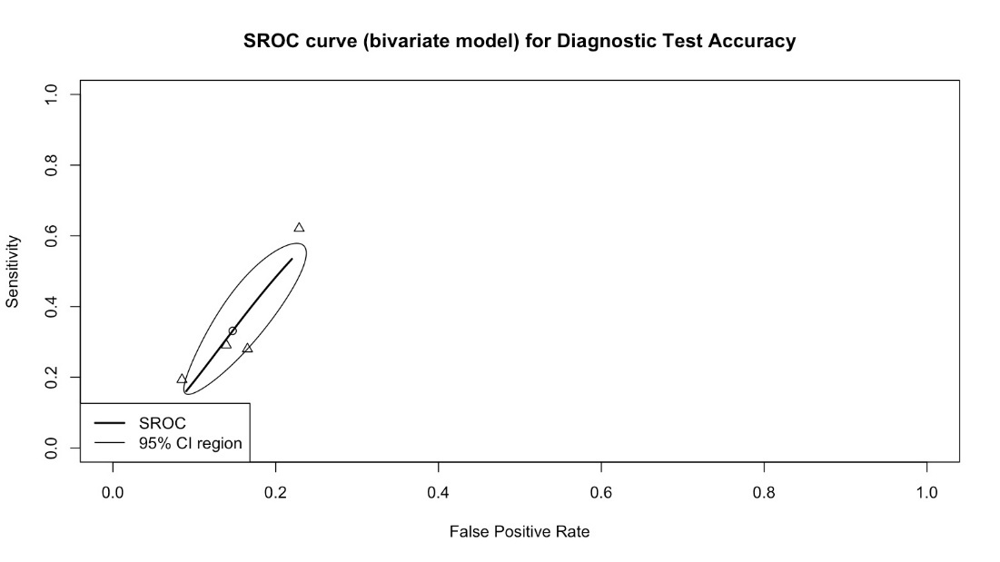 SROC curve (bivariate model) for Diagnostic Test Accuracy
Sensitivity
1.0
0.8
0.6
0.4
0.2
0.0
SROC
95% CI region
0.0 0.2 0.4 0.6 0.8 1.0
False Positive Rate